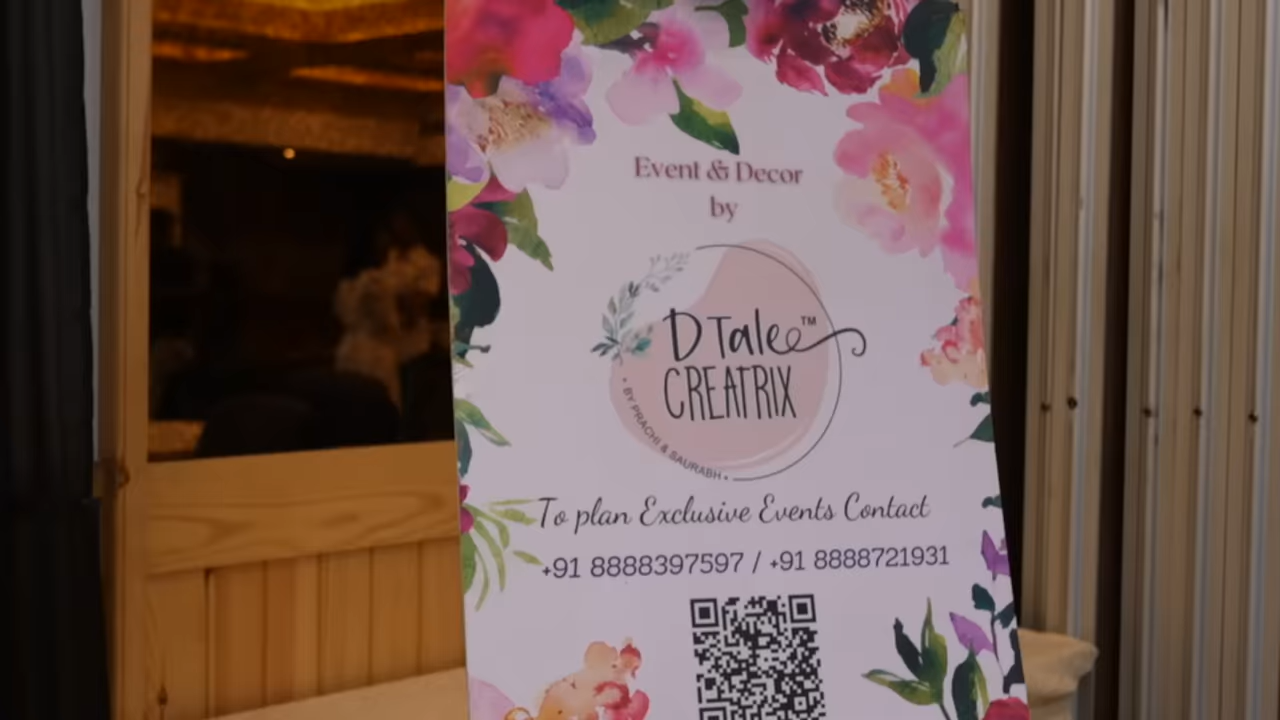 Event & Decor
by
D Tale™
CREATRIX
• BY PRACHI & SAURABH •
To plan Exclusive Events Contact
+91 8888397597 / +91 8888721931